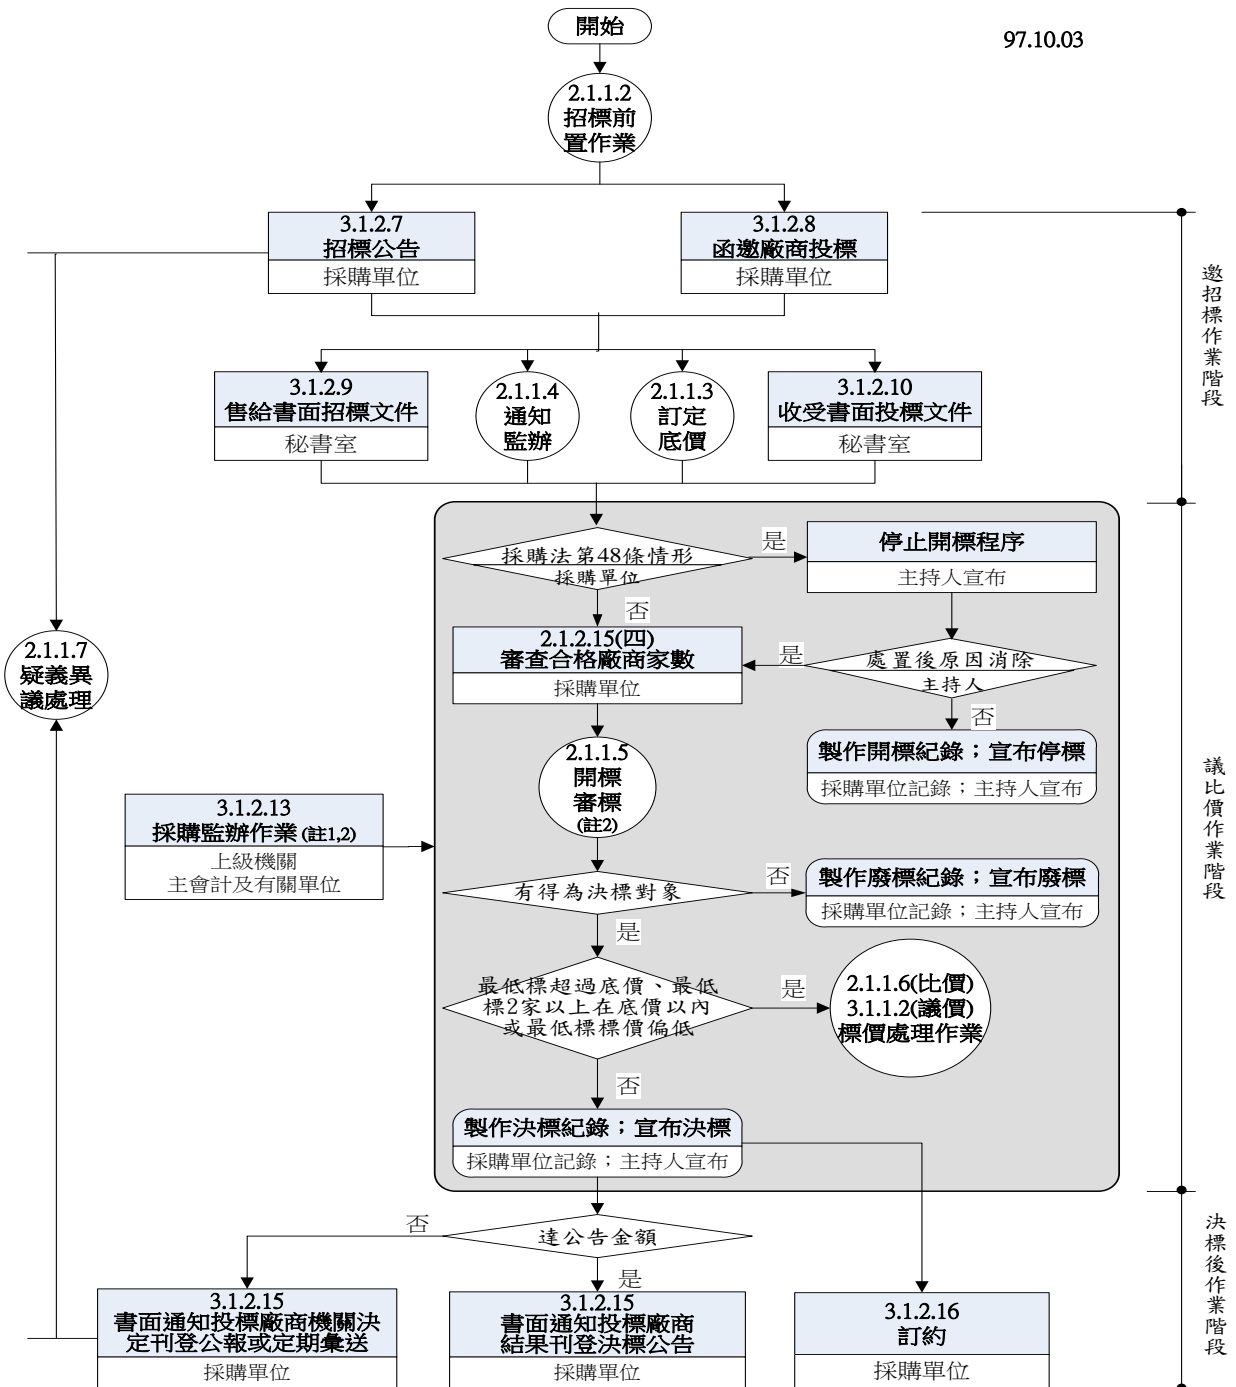 開始
97.10.03
2.1.1.2
招標前
置作業
3.1.2.7
招標公告
採購單位
3.1.2.8
函邀廠商投標
採購單位
邀招標作業階段
3.1.2.9
售給書面招標文件
秘書室
2.1.1.4
通知
監辦
2.1.1.3
訂定
底價
3.1.2.10
收受書面投標文件
秘書室
採購法第48條情形
採購單位
是
停止開標程序
主持人宣布
否
2.1.2.15(四)
審查合格廠商家數
採購單位
是
處置後原因消除
主持人
否
製作開標紀錄；宣布停標
採購單位記錄；主持人宣布
2.1.1.7
疑義異
議處理
2.1.1.5
開標
審標
(註2)
議比價作業階段
3.1.2.13
採購監辦作業(註1,2)
上級機關
主會計及有關單位
有得為決標對象
否
製作廢標紀錄；宣布廢標
採購單位記錄；主持人宣布
是
最低標超過底價、最低
標2家以上在底價以內
或最低標標價偏低
是
2.1.1.6(比價)
3.1.1.2(議價)
標價處理作業
否
製作決標紀錄；宣布決標
採購單位記錄；主持人宣布
否
達公告金額
是
決標後作業階段
3.1.2.15
書面通知投標廠商機關決
定刊登公報或定期彙送
採購單位
3.1.2.15
書面通知投標廠商
結果刊登決標公告
採購單位
3.1.2.16
訂約
採購單位